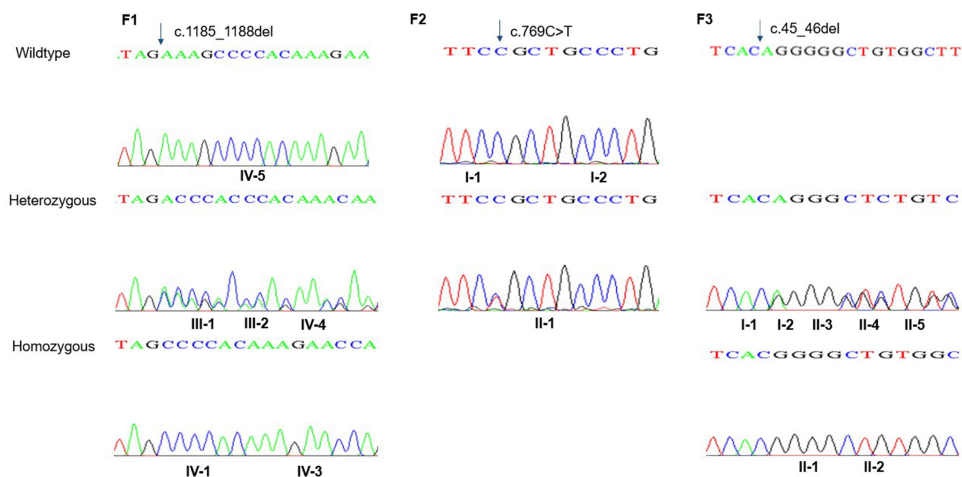 F1 F2 F3
c.1185_1188del c.769C>T c.45_46del
Wildtype TAGAAAGCCCCACAAAGAA TTCCGCTGCCCTG TCACAGGGGGCTGTGGCTT
IV-5 I-1 I-2
Heterozygous TAGACCCACCCACAAACAA TTCCGCTGCCCTG TCACAGGGCTCTGTC
III-1 III-2 IV-4 II-1 I-1 I-2 II-3 II-4 II-5
Homozygous TAGCCCCACAAAGAACCA TCACGGGGCTGTGGC
IV-1 IV-3 II-1 II-2